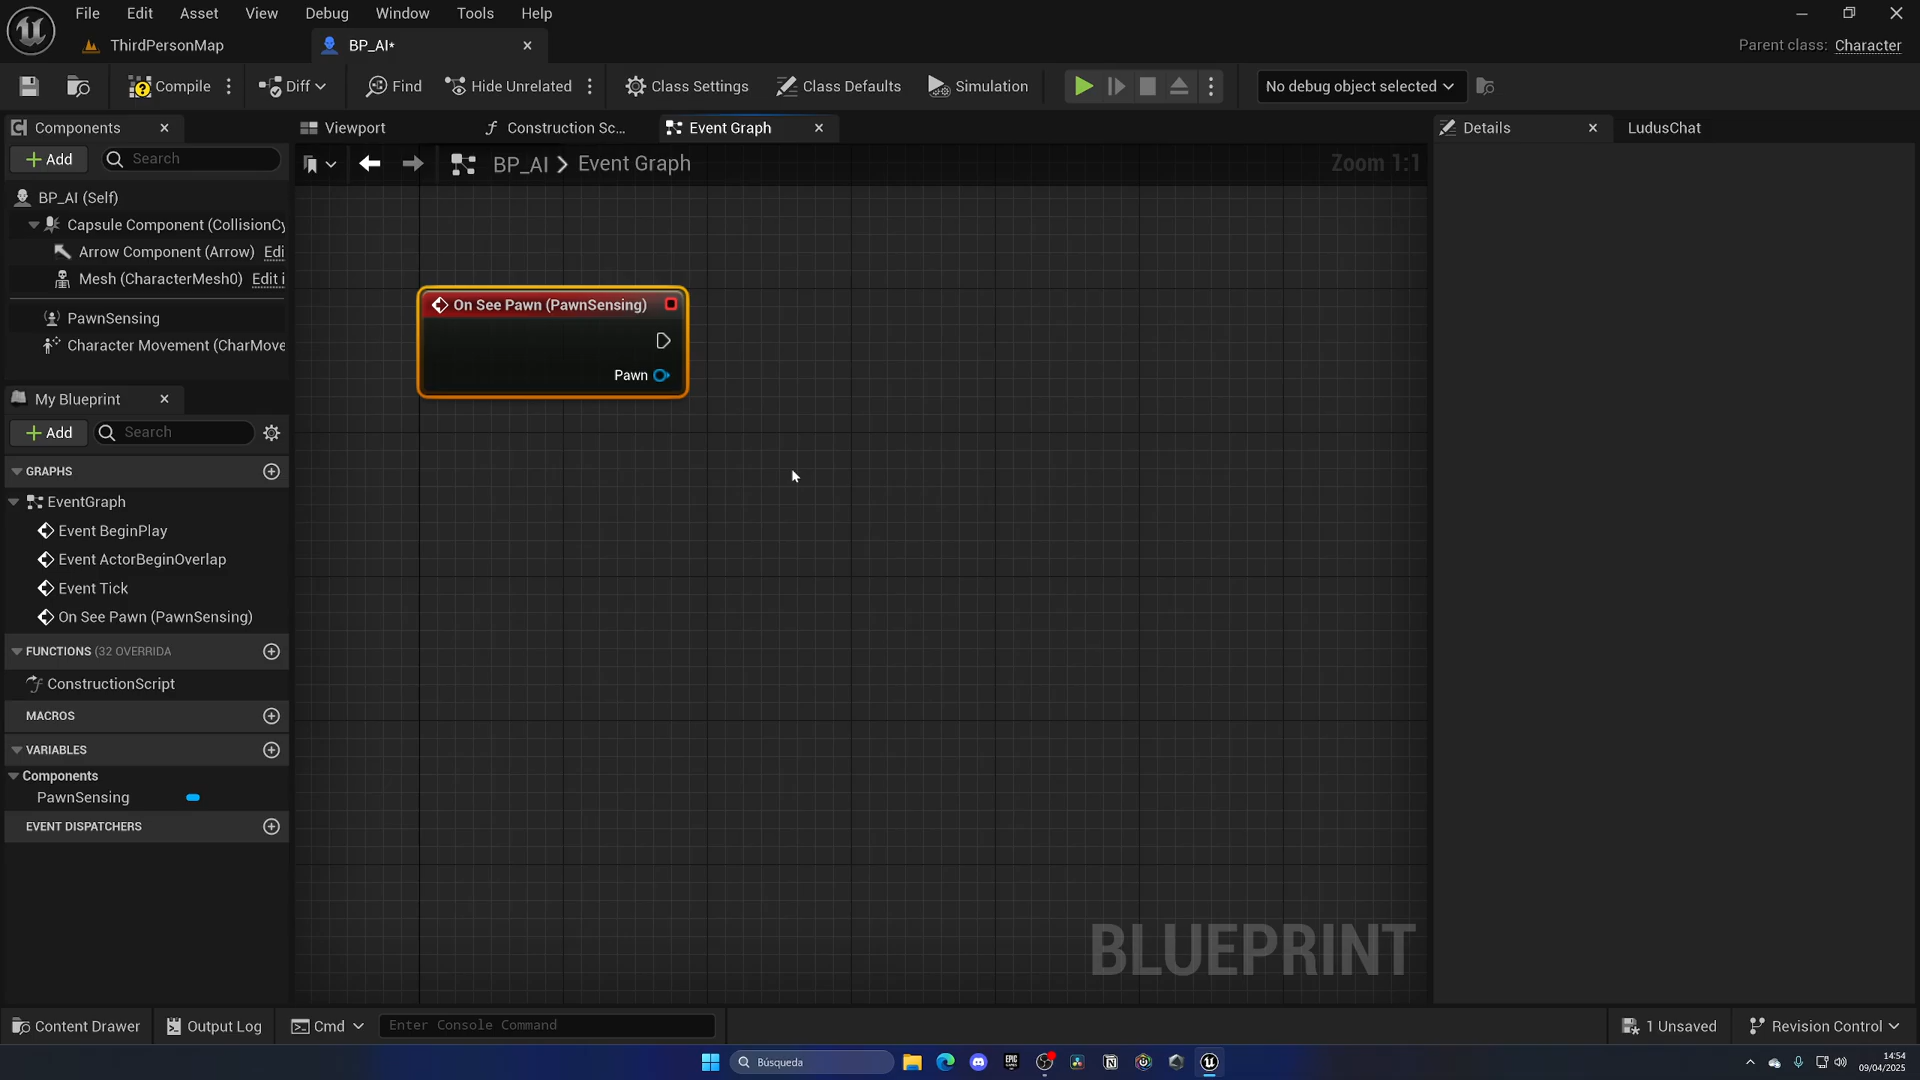 File Edit Asset View Debug Window Tools Help
ThirdPersonMap
BP_AI*
Parent class: Character
Compile
Diff
Find
Hide Unrelated
Class Settings
Class Defaults
Simulation
No debug object selected
Components
Viewport
Construction Sc...
Event Graph
Details
LudusChat
+ Add
Search
BP_AI > Event Graph
Zoom 1:1
BP_AI (Self)
Capsule Component (CollisionCy
Arrow Component (Arrow) Edi
Mesh (CharacterMesh0) Edit i
PawnSensing
Character Movement (CharMove
On See Pawn (PawnSensing)
Pawn
My Blueprint
+ Add
Search
GRAPHS
EventGraph
Event BeginPlay
Event ActorBeginOverlap
Event Tick
On See Pawn (PawnSensing)
FUNCTIONS (32 OVERRIDA
ConstructionScript
MACROS
VARIABLES
Components
PawnSensing
EVENT DISPATCHERS
BLUEPRINT
Content Drawer
Output Log
Cmd
Enter Console Command
1 Unsaved
Revision Control
Búsqueda
EPIC
14:54
09/04/2025